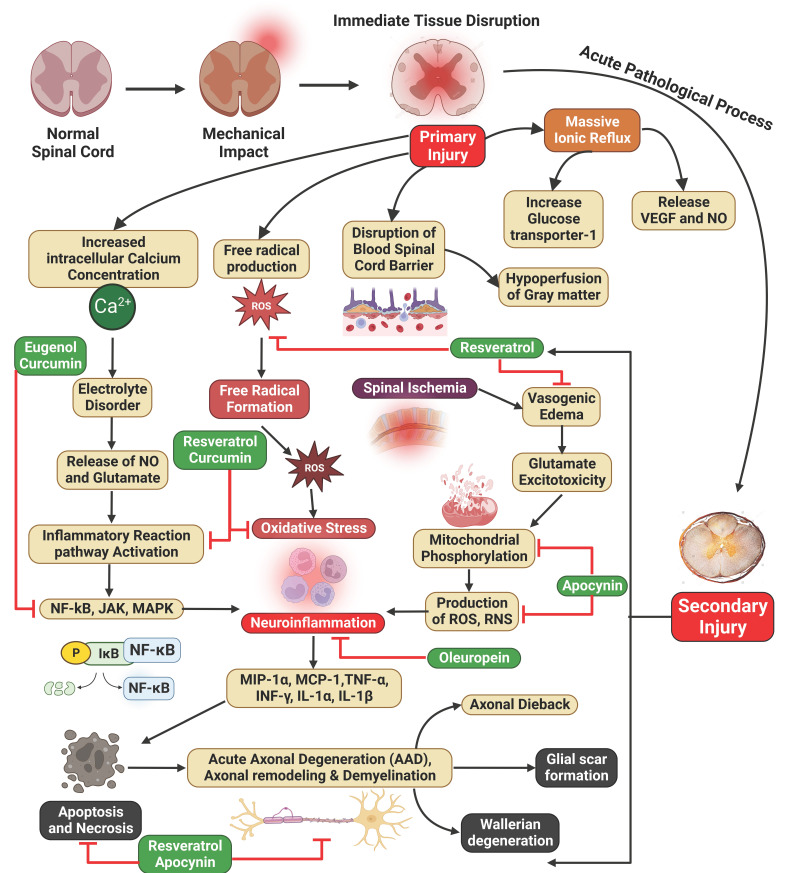 Immediate Tissue Disruption
Acute Pathological Process
Normal
Spinal Cord
Mechanical
Impact
Primary
Injury
Massive
Ionic Reflux
Increase
Glucose
transporter-1
Release
VEGF and NO
Increased
intracellular Calcium
Concentration
Ca2+
Free radical
production
ROS
Disruption of
Blood Spinal
Cord Barrier
Hypoperfusion
of Gray matter
Eugenol
Curcumin
Resveratrol
Electrolyte
Disorder
Free Radical
Formation
Spinal Ischemia
Vasogenic
Edema
Resveratrol
Curcumin
Release of NO
and Glutamate
ROS
Glutamate
Excitotoxicity
Inflammatory Reaction
pathway Activation
Oxidative Stress
Mitochondrial
Phosphorylation
Apocynin
NF-kB, JAK, MAPK
Neuroinflammation
Production
of ROS, RNS
Secondary
Injury
P
IκB
NF-κB
NF-κB
Oleuropein
MIP-1α, MCP-1,TNF-α,
INF-γ, IL-1α, IL-1β
Axonal Dieback
Acute Axonal Degeneration (AAD),
Axonal remodeling & Demyelination
Glial scar
formation
Apoptosis
and Necrosis
Wallerian
degeneration
Resveratrol
Apocynin